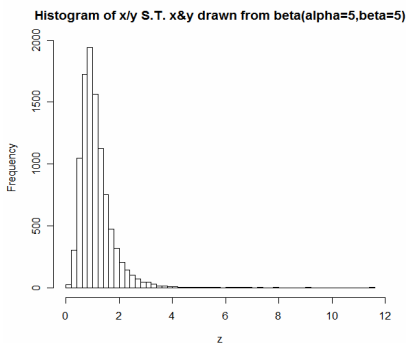 Histogram of x/y S.T. x&y drawn from beta(alpha=5,beta=5)
Frequency
2000
1500
1000
500
0
0 2 4 6 8 10 12
z